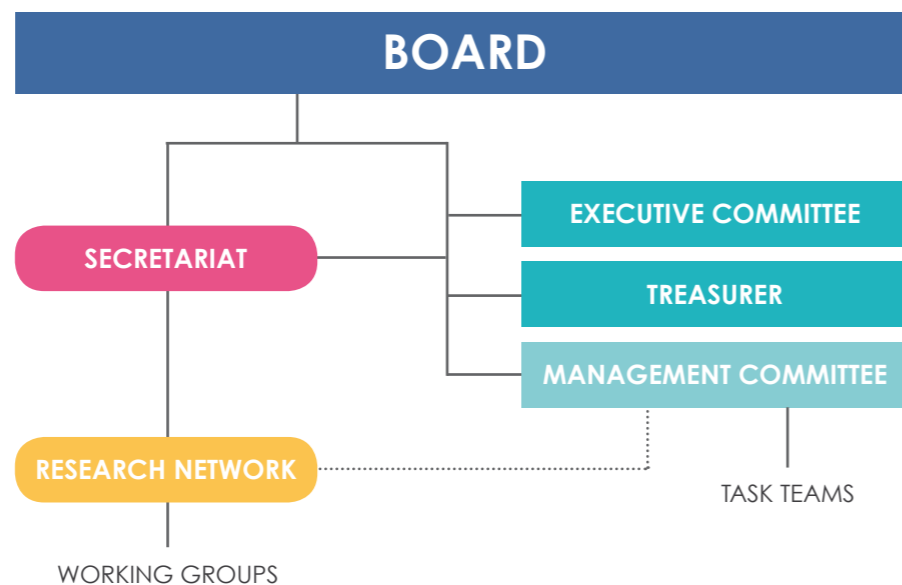 BOARD
EXECUTIVE COMMITTEE
SECRETARIAT
TREASURER
MANAGEMENT COMMITTEE
RESEARCH NETWORK
TASK TEAMS
WORKING GROUPS